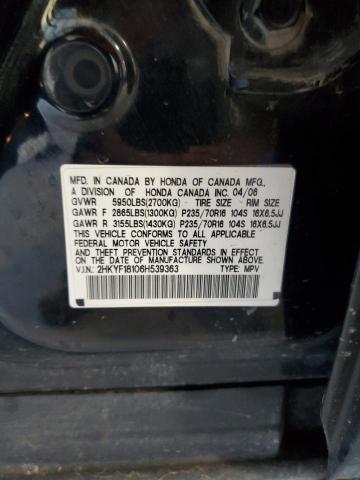 MFD. IN CANADA BY HONDA OF CANADA MFG.,
A DIVISION OF HONDA CANADA INC. 04/06
GVWR 5950LBS(2700KG) TIRE SIZE RIM SIZE
GAWR F 2865LBS(1300KG) P235/70R16 104S 16X6.5JJ
GAWR R 3155LBS(1430KG) P235/70R16 104S 16X6.5JJ
THIS VEHICLE CONFORMS TO ALL APPLICABLE
FEDERAL MOTOR VEHICLE SAFETY
AND THEFT PREVENTION STANDARDS IN EFFECT
ON THE DATE OF MANUFACTURE SHOWN ABOVE.
V.I.N.: 2HKYF18106H539363 TYPE: MPV